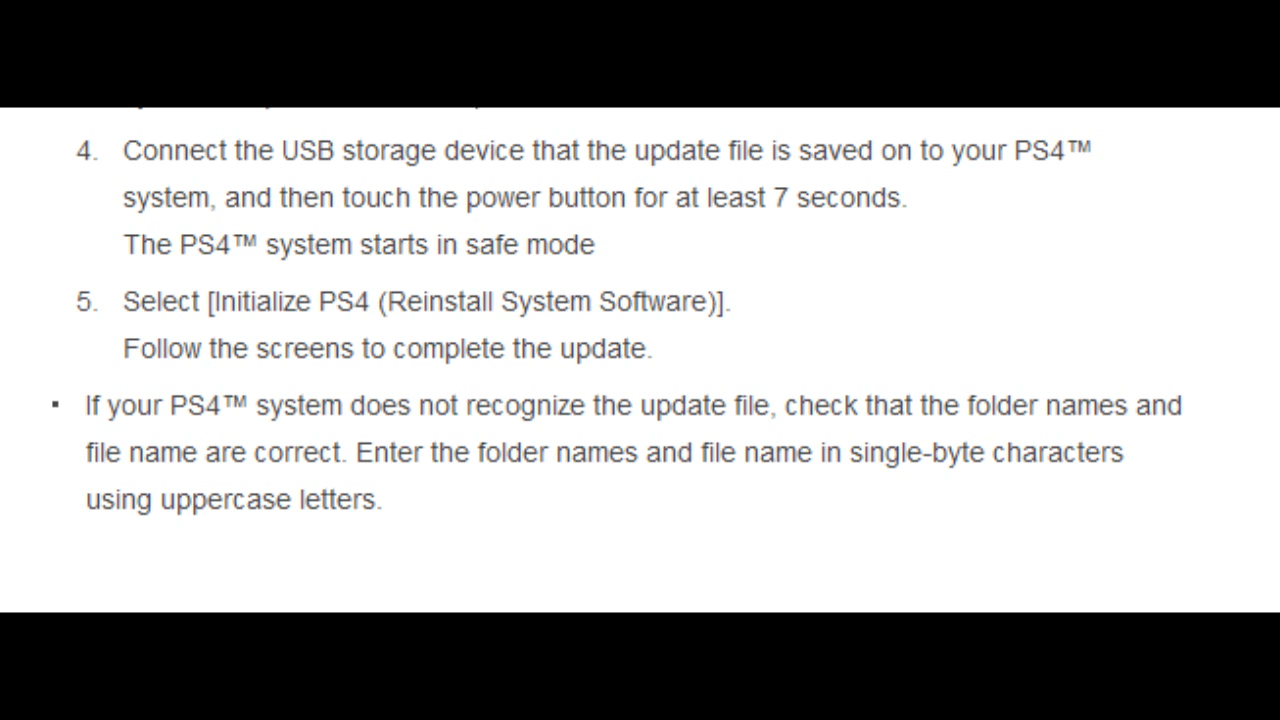 4. Connect the USB storage device that the update file is saved on to your PS4™
system, and then touch the power button for at least 7 seconds.
The PS4™ system starts in safe mode
5. Select [Initialize PS4 (Reinstall System Software)].
Follow the screens to complete the update.
▪ If your PS4™ system does not recognize the update file, check that the folder names and
file name are correct. Enter the folder names and file name in single-byte characters
using uppercase letters.